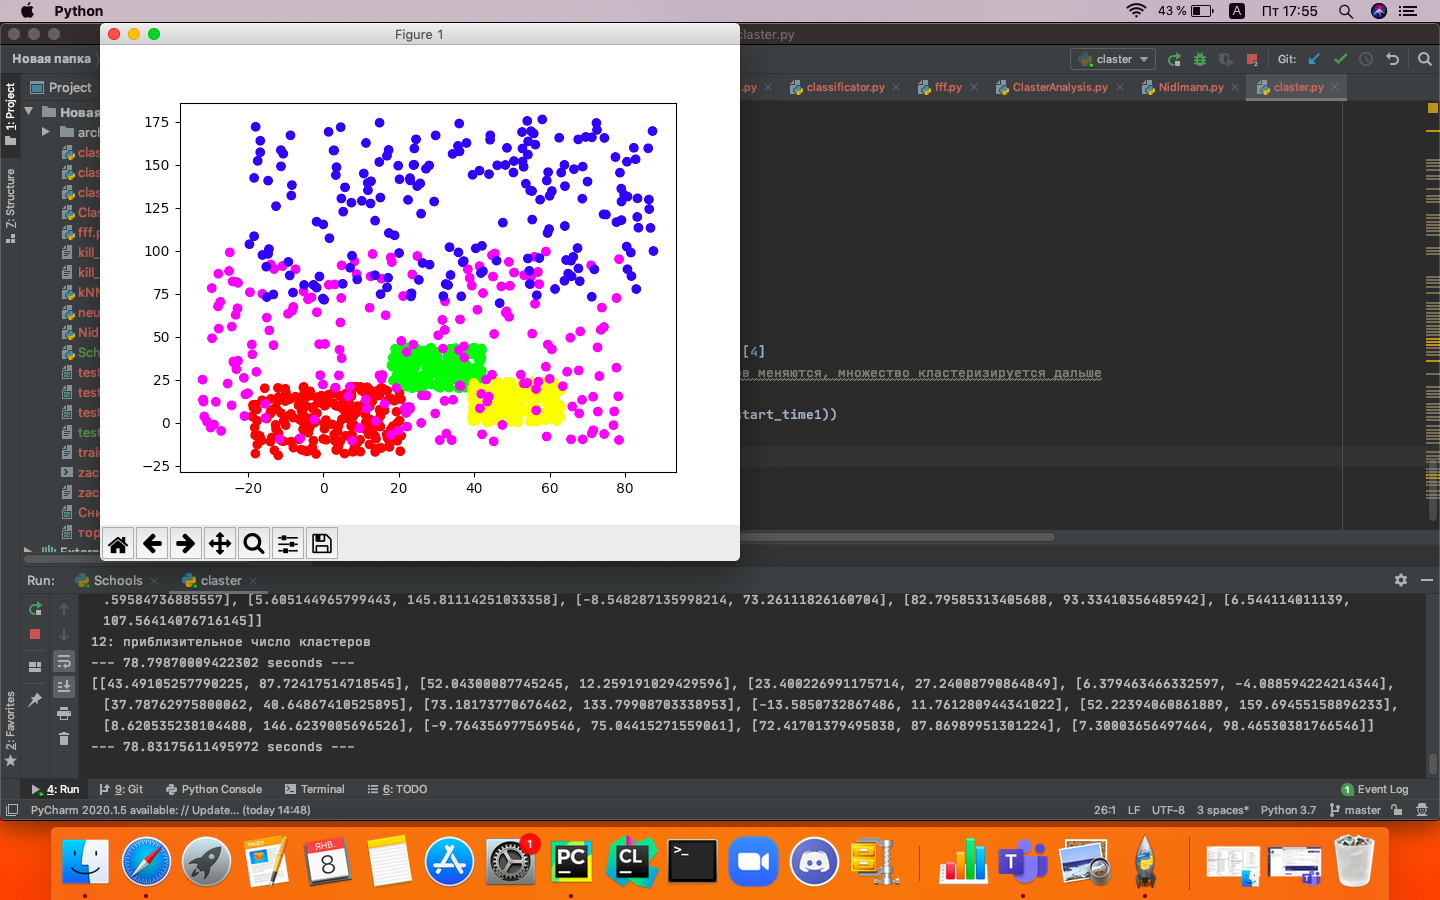 Python
43 %
A
Пт 17:55
Figure 1
claster.py
Новая папка
claster
Git:
1: Project
Project
.py
classificator.py
fff.py
ClasterAnalysis.py
Nidlmann.py
claster.py
Новая
arc
clas
clas
clas
Clas
fff.p
kill_
kill_
kNN
neu
Nid
Sch
test
test
test
test
train
zac
zac
Сни
тор
Extern
Z: Structure
2: Favorites
175
150
125
100
75
50
25
0
−25
−20
0
20
40
60
80
[4]
в меняются, множество кластеризируется дальше
start_time1))
Run:
Schools
claster
.59584736885557], [5.605144965799443, 145.81114251033358], [-8.548287135998214, 73.26111826160704], [82.79585313405688, 93.33410356485942], [6.544114011139,
107.56414076716145]]
12: приблизительное число кластеров
--- 78.79870009422302 seconds ---
[[43.49105257790225, 87.72417514718545], [52.04300087745245, 12.259191029429596], [23.400226991175714, 27.24008790864849], [6.379463466332597, -4.088594224214344],
[37.78762975800062, 40.64867410525895], [73.18173770676462, 133.79908703338953], [-13.5850732867486, 11.761280944341022], [52.22394060861889, 159.69455158896233],
[8.620535238104488, 146.6239005696526], [-9.764356977569545, 75.04415271559061], [72.41701379495838, 87.86989951301224], [7.30003656497464, 98.46530381766546]]
--- 78.83175611495972 seconds ---
4: Run
9: Git
Python Console
Terminal
6: TODO
1
Event Log
PyCharm 2020.1.5 available: // Update... (today 14:48)
26:1
LF
UTF-8
3 spaces*
Python 3.7
master
PAGES
ЯНВ.
8
1
PC
CL
>_
T